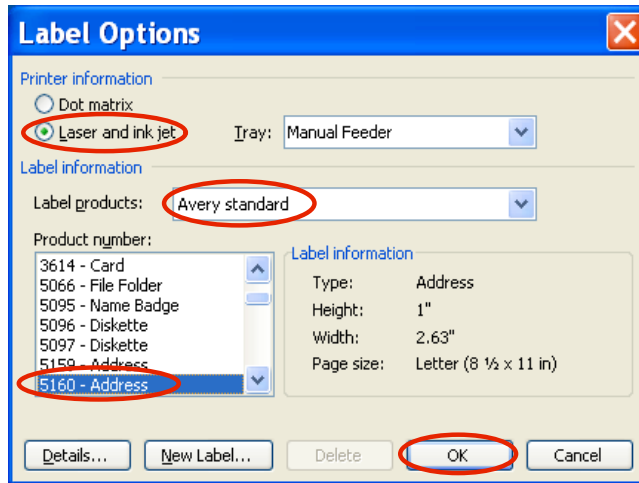 Label Options
Printer information
Dot matrix
Laser and ink jet
Tray: Manual Feeder
Label information
Label products: Avery standard
Product number:
3614 - Card
5066 - File Folder
5095 - Name Badge
5096 - Diskette
5097 - Diskette
5159 - Address
5160 - Address
Label information
Type: Address
Height: 1"
Width: 2.63"
Page size: Letter (8 ½ x 11 in)
Details... New Label... Delete OK Cancel